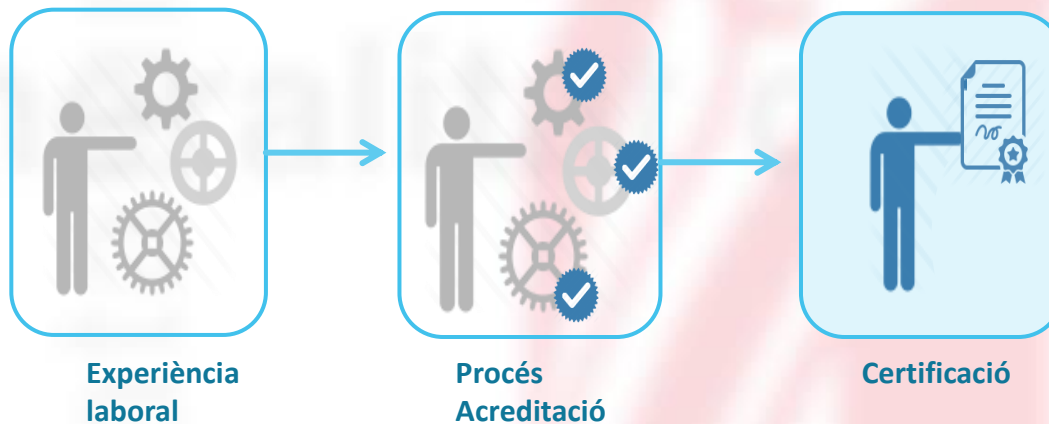 Experiència
laboral
Procés
Acreditació
Certificació